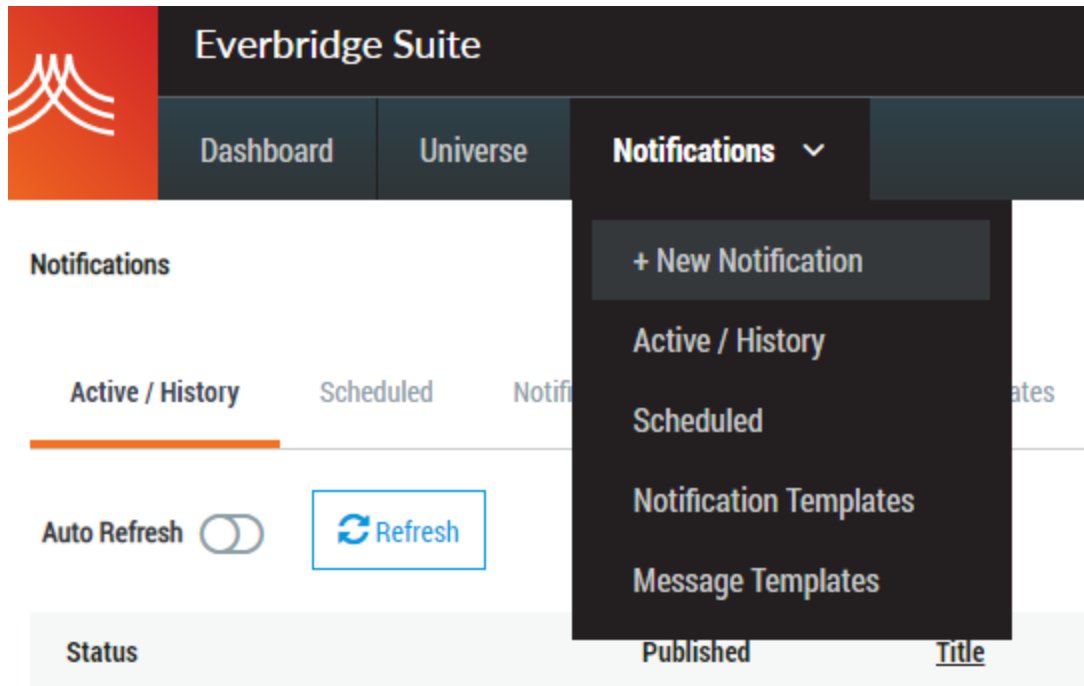 Everbridge Suite
Dashboard Universe Notifications
Notifications
+ New Notification
Active / History
Scheduled
Notification Templates
Message Templates
Active / History Scheduled
Auto Refresh Refresh
Status Published Title